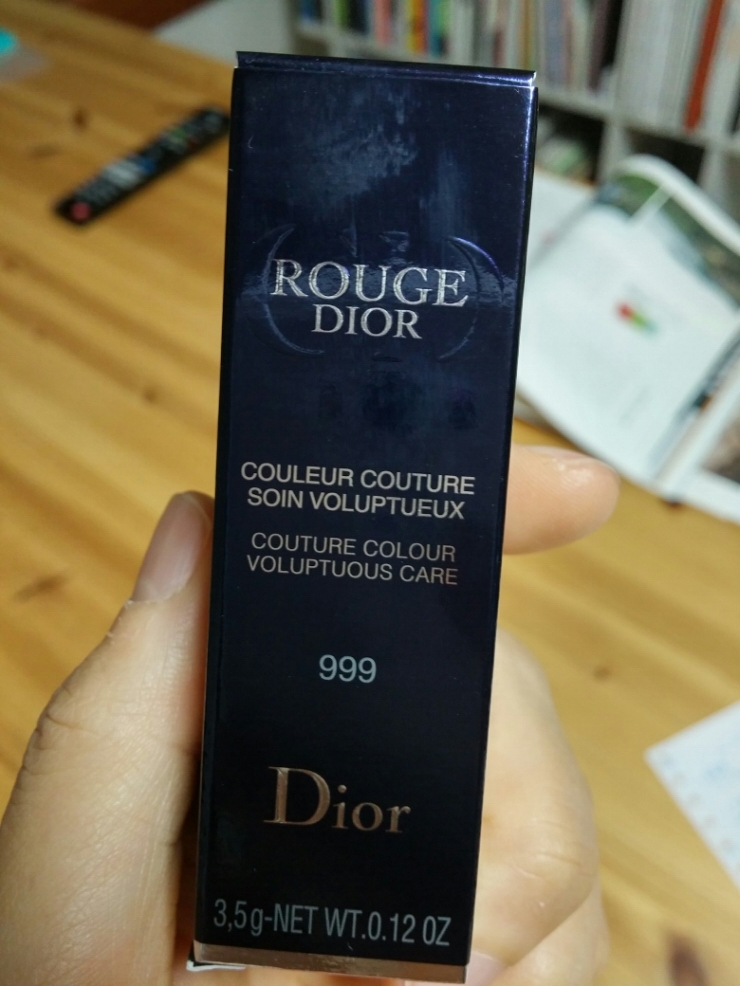 ROUGE
DIOR
COULEUR COUTURE
SOIN VOLUPTUEUX
COUTURE COLOUR
VOLUPTUOUS CARE
999
Dior
3,5g-NET WT.0.12 OZ